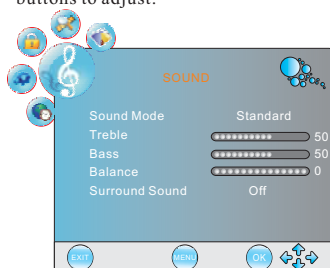 buttons to adjust.
SOUND
Sound Mode Standard
Treble 50
Bass 50
Balance 0
Surround Sound Off
EXIT MENU OK